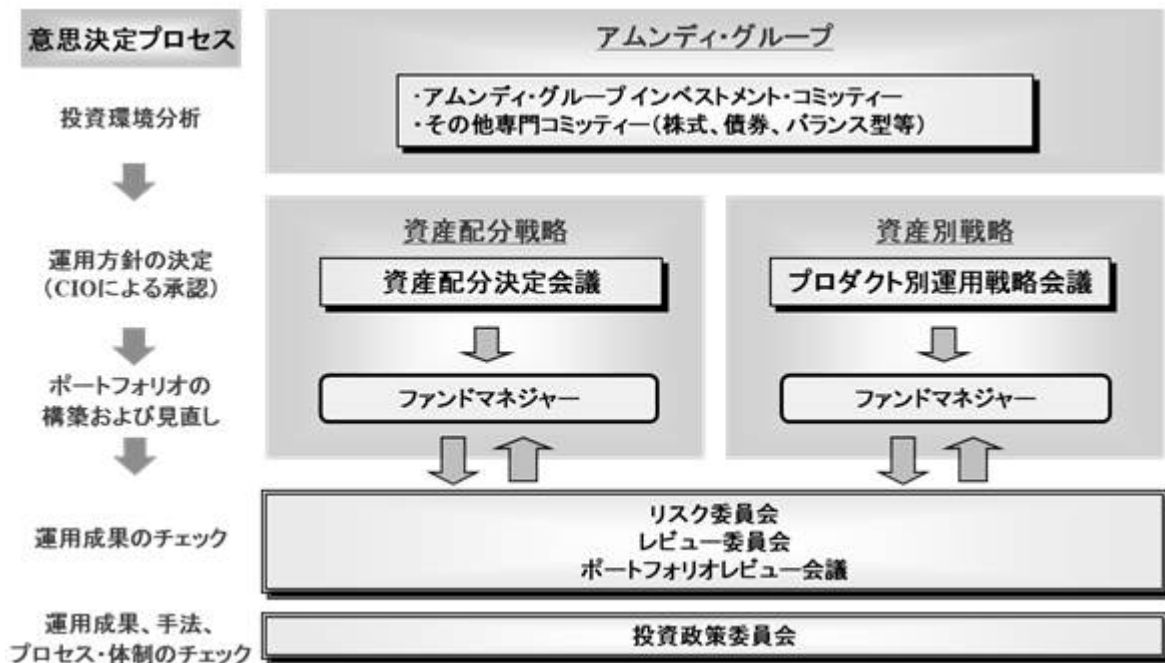 意思決定プロセス
アムンディ・グループ
投資環境分析
・アムンディ・グループ インベストメント・コミッティー
・その他専門コミッティー(株式、債券、バランス型等)
運用方針の決定
(CIOによる承認)
資産配分戦略
資産配分決定会議
資産別戦略
プロダクト別運用戦略会議
ポートフォリオの
構築および見直し
ファンドマネジャー
ファンドマネジャー
運用成果のチェック
リスク委員会
レビュー委員会
ポートフォリオレビュー会議
運用成果、手法、
プロセス・体制のチェック
投資政策委員会